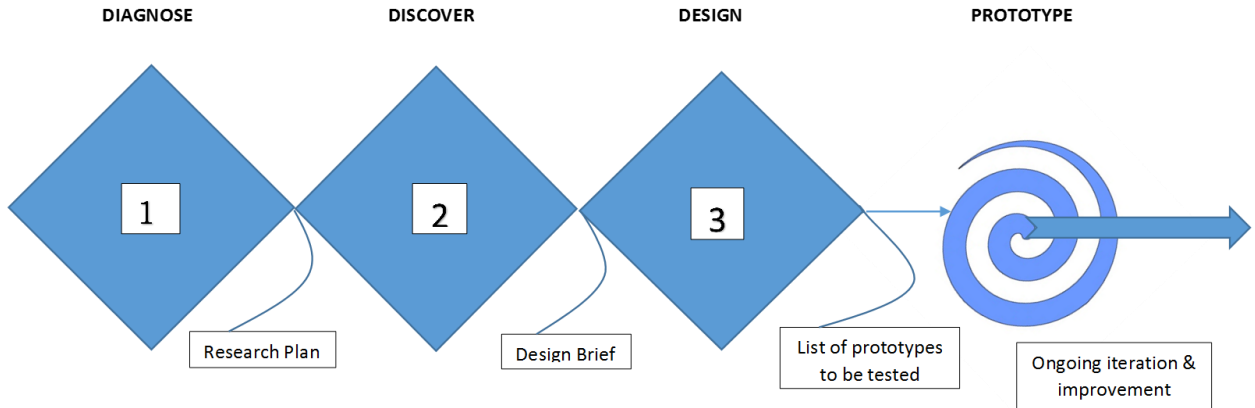 DIAGNOSE
DISCOVER
DESIGN
PROTOTYPE
1
2
3
Research Plan
Design Brief
List of prototypes
to be tested
Ongoing iteration &
improvement